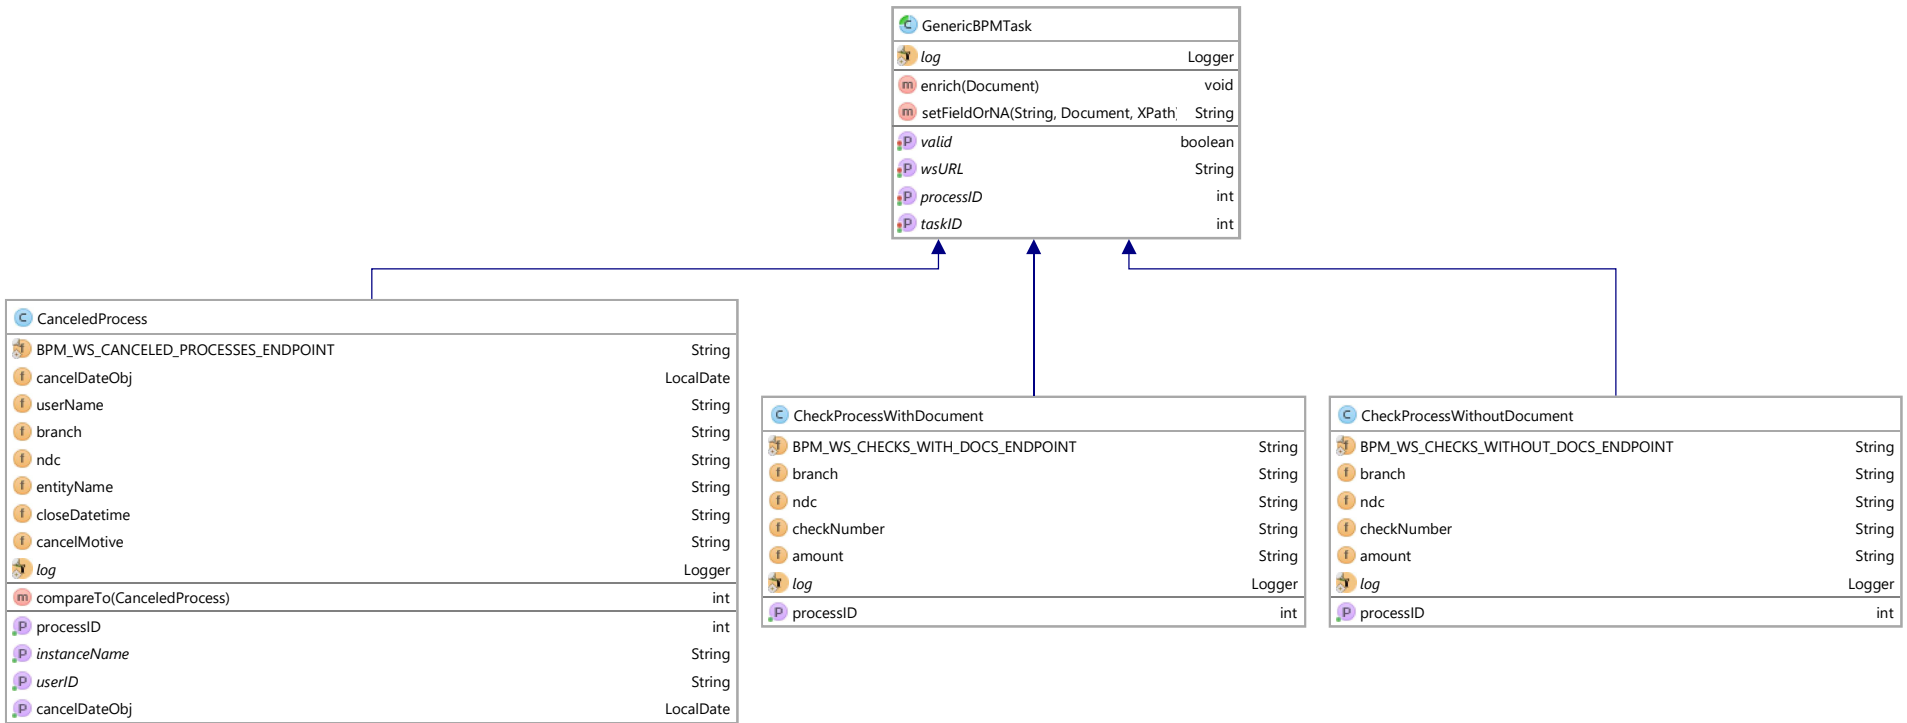 GenericBPMTask
log Logger
enrich(Document) void
setFieldOrNA(String, Document, XPath) String
valid boolean
wsURL String
processID int
taskID int
CanceledProcess
BPM_WS_CANCELED_PROCESSES_ENDPOINT String
cancelDateObj LocalDate
userName String
branch String
ndc String
entityName String
closeDatetime String
cancelMotive String
log Logger
compareTo(CanceledProcess) int
processID int
instanceName String
userID String
cancelDateObj LocalDate
CheckProcessWithDocument
BPM_WS_CHECKS_WITH_DOCS_ENDPOINT String
branch String
ndc String
checkNumber String
amount String
log Logger
processID int
CheckProcessWithoutDocument
BPM_WS_CHECKS_WITHOUT_DOCS_ENDPOINT String
branch String
ndc String
checkNumber String
amount String
log Logger
processID int